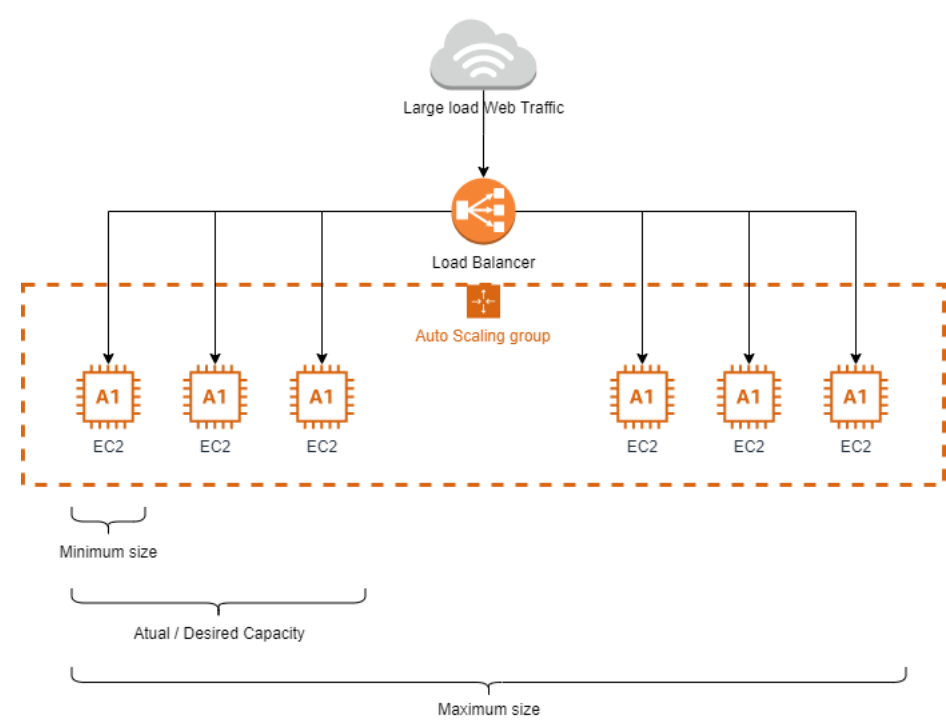 Large load Web Traffic
Load Balancer
Auto Scaling group
A1 A1 A1 A1 A1 A1
EC2 EC2 EC2 EC2 EC2 EC2
Minimum size
Atual / Desired Capacity
Maximum size